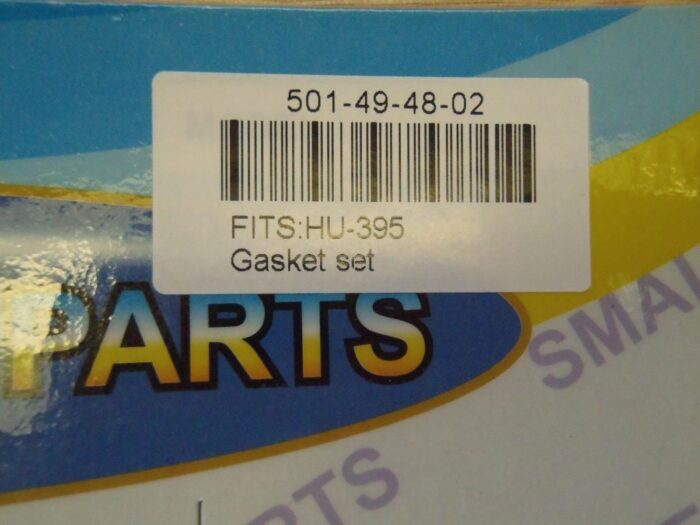 501-49-48-02
FITS:HU-395
Gasket set
PARTS